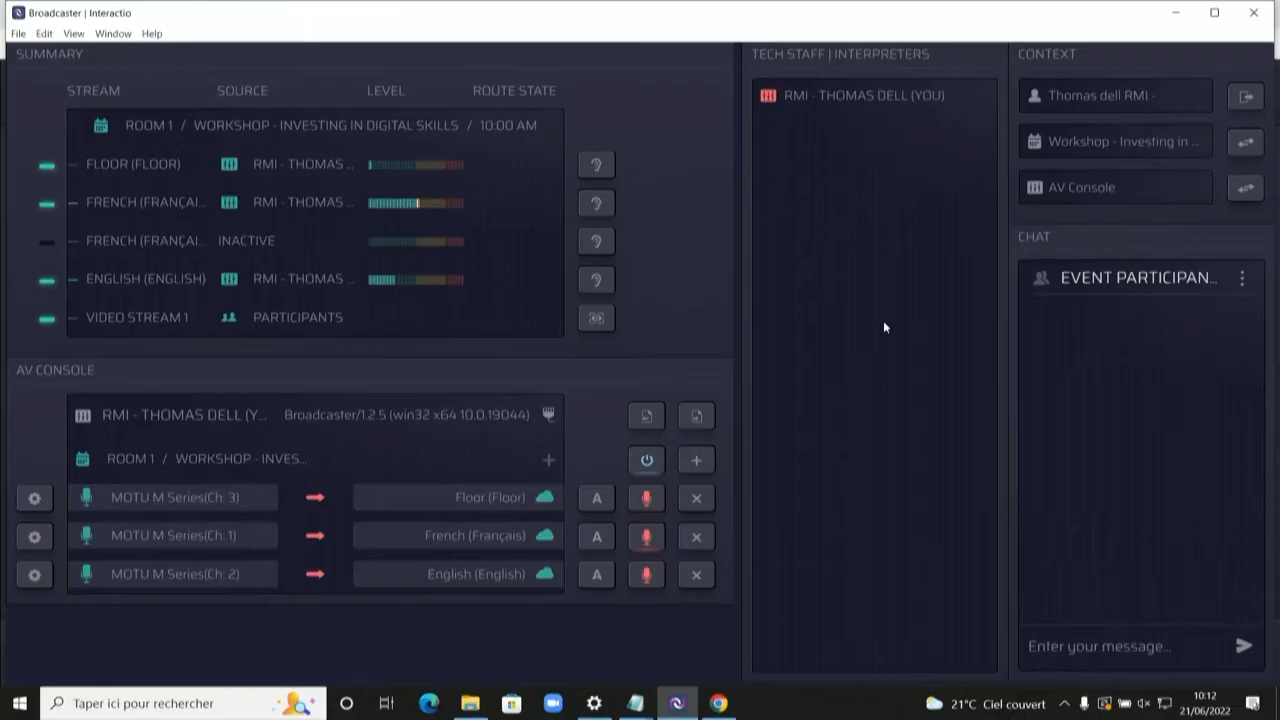 Broadcaster | Interactio
File Edit View Window Help
SUMMARY
STREAM SOURCE LEVEL ROUTE STATE
ROOM 1 / WORKSHOP - INVESTING IN DIGITAL SKILLS / 10:00 AM
FLOOR (FLOOR) RMI - THOMAS ...
FRENCH (FRANÇAI... RMI - THOMAS ...
FRENCH (FRANÇAI... INACTIVE
ENGLISH (ENGLISH) RMI - THOMAS ...
VIDEO STREAM 1 PARTICIPANTS
AV CONSOLE
RMI - THOMAS DELL (Y... Broadcaster/1.2.5 (win32 x64 10.0.19044)
ROOM 1 / WORKSHOP - INVES...
MOTU M Series(Ch. 3) Floor (Floor) A
MOTU M Series(Ch. 1) French (Français) A
MOTU M Series(Ch. 2) English (English) A
TECH STAFF | INTERPRETERS
RMI - THOMAS DELL (YOU)
CONTEXT
Thomas dell RMI -
Workshop - Investing in ...
AV Console
CHAT
EVENT PARTICIPAN...
Enter your message...
Taper ici pour rechercher
21°C Ciel couvert
10:12
21/06/2022